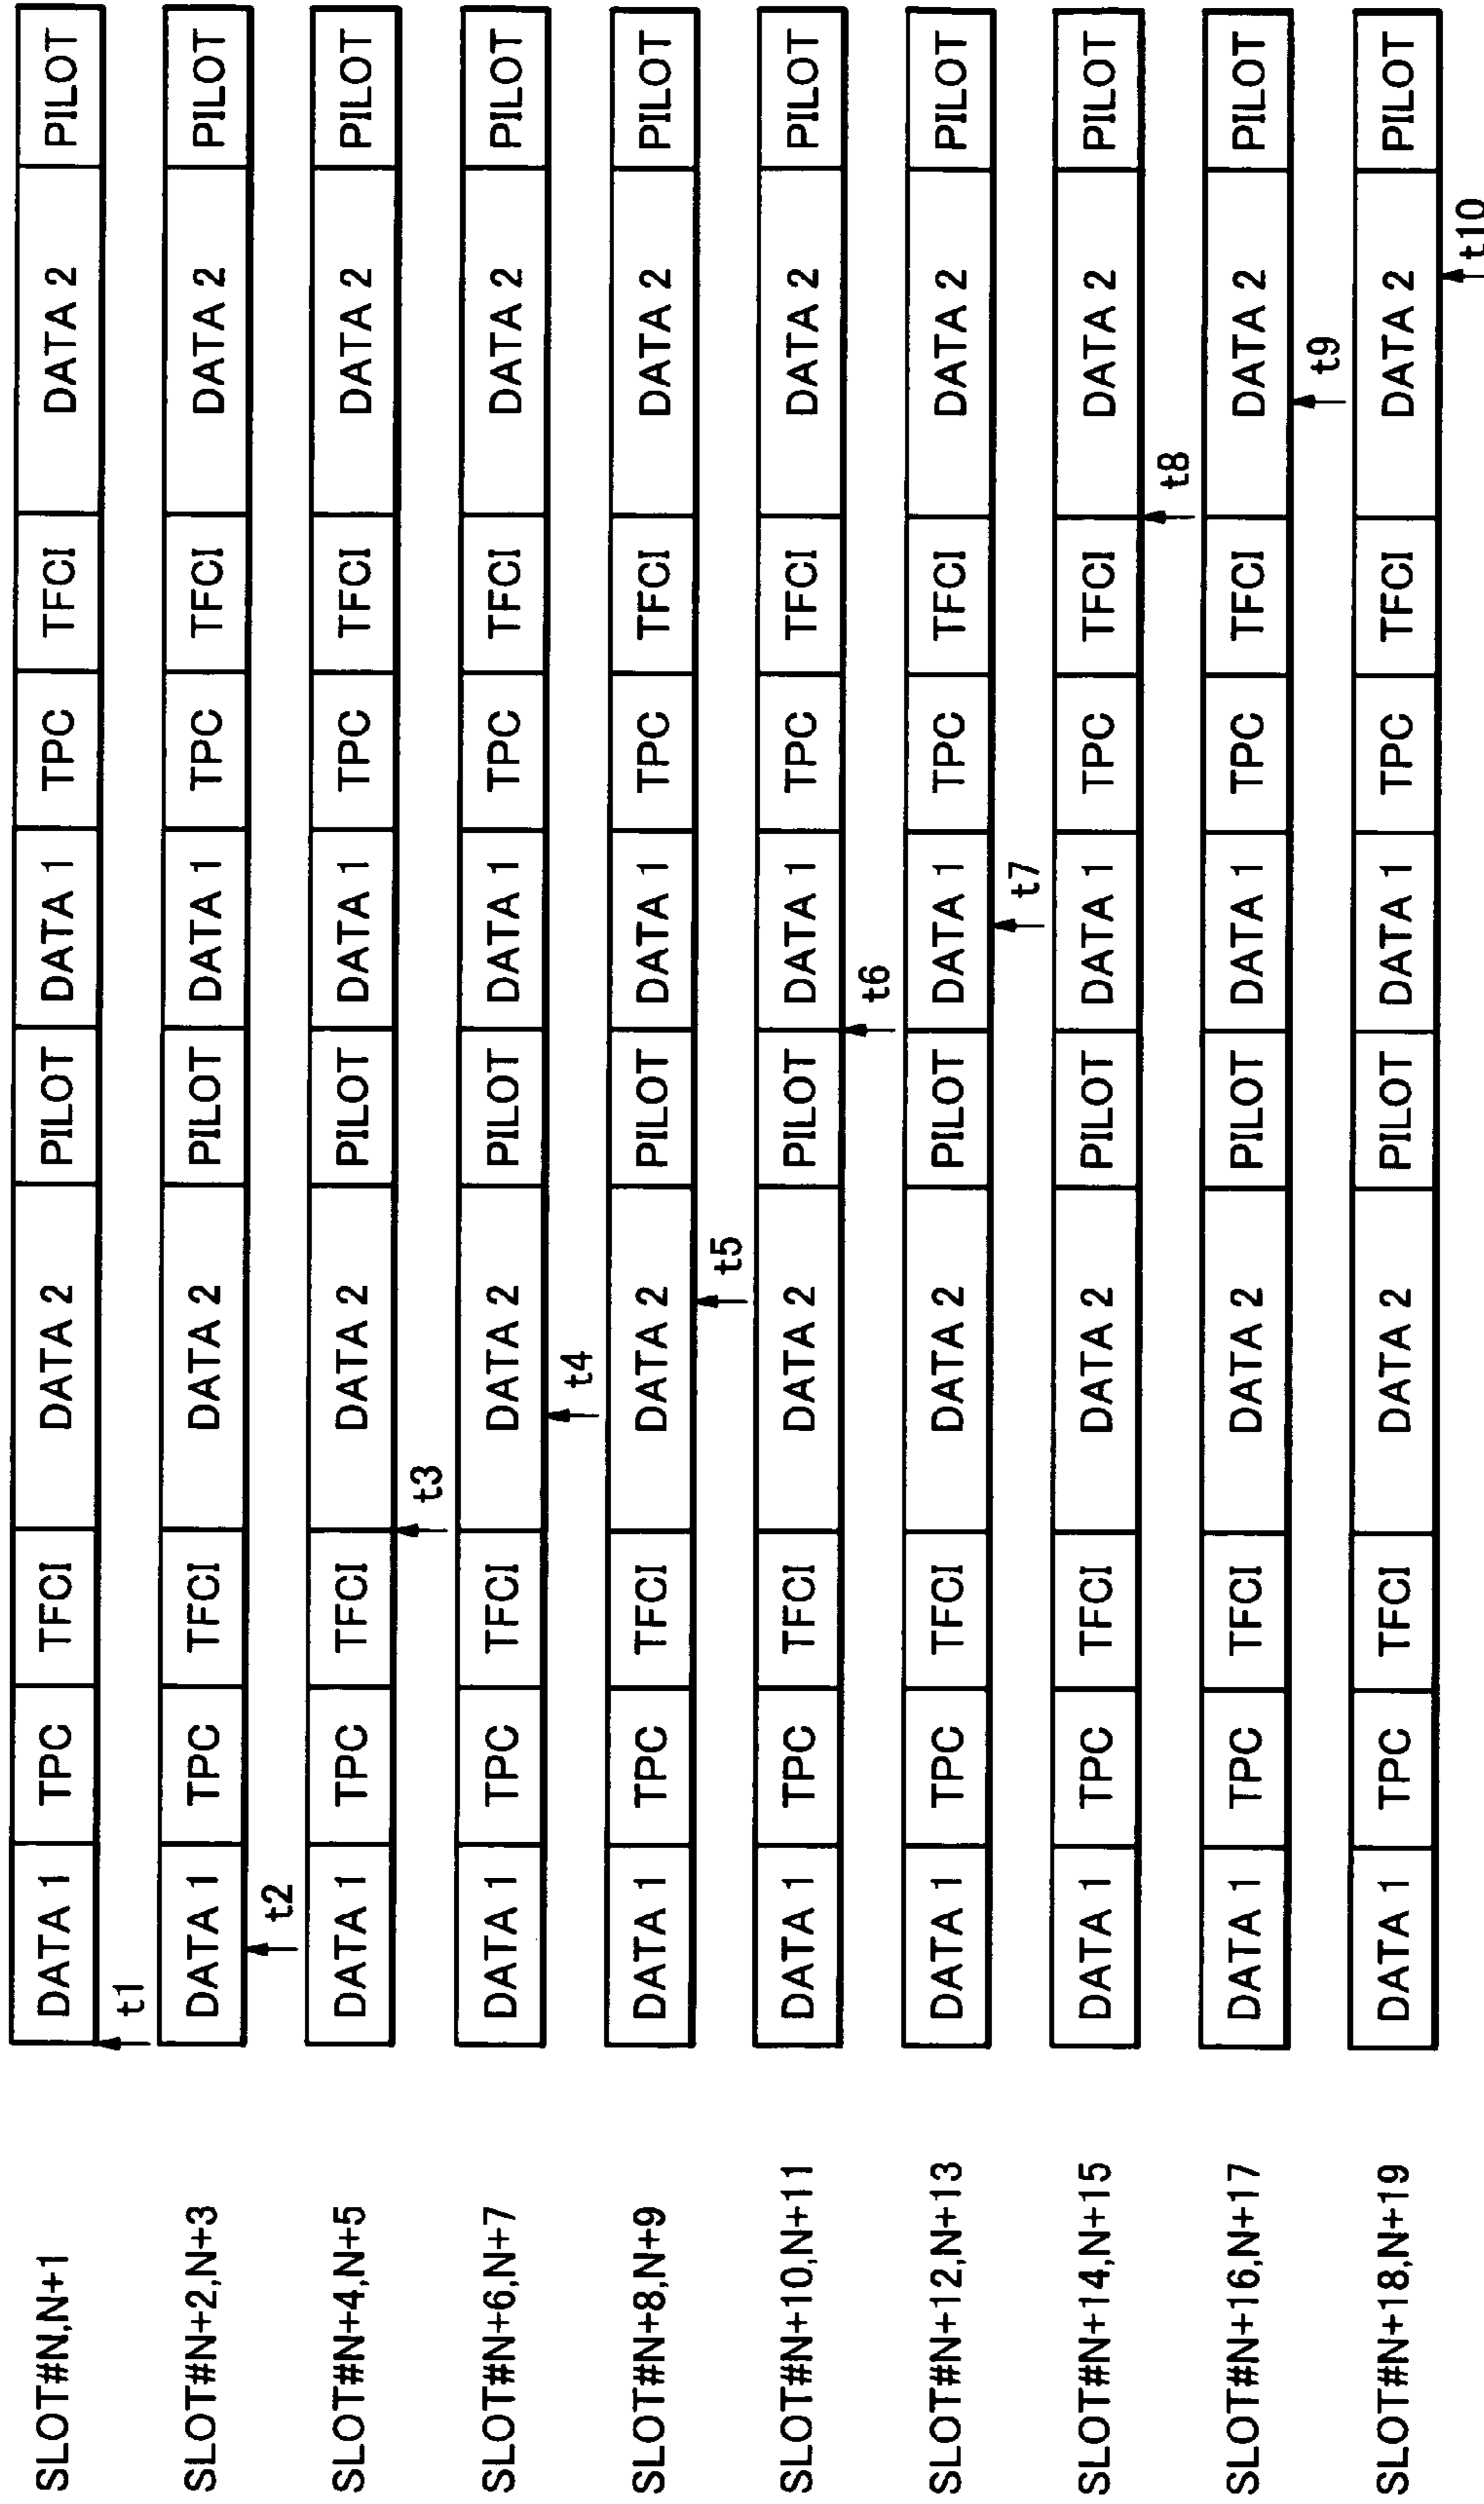 SLOT#N,N+1 DATA 1 TPC TFCI DATA 2 PILOT DATA 1 TPC TFCI DATA 2 PILOT
t1
SLOT#N+2,N+3 DATA 1 TPC TFCI DATA 2 PILOT DATA 1 TPC TFCI DATA 2 PILOT
t2
SLOT#N+4,N+5 DATA 1 TPC TFCI DATA 2 PILOT DATA 1 TPC TFCI DATA 2 PILOT
t3
SLOT#N+6,N+7 DATA 1 TPC TFCI DATA 2 PILOT DATA 1 TPC TFCI DATA 2 PILOT
t4
SLOT#N+8,N+9 DATA 1 TPC TFCI DATA 2 PILOT DATA 1 TPC TFCI DATA 2 PILOT
t5
SLOT#N+10,N+11 DATA 1 TPC TFCI DATA 2 PILOT DATA 1 TPC TFCI DATA 2 PILOT
t6
SLOT#N+12,N+13 DATA 1 TPC TFCI DATA 2 PILOT DATA 1 TPC TFCI DATA 2 PILOT
t7
SLOT#N+14,N+15 DATA 1 TPC TFCI DATA 2 PILOT DATA 1 TPC TFCI DATA 2 PILOT
t8
SLOT#N+16,N+17 DATA 1 TPC TFCI DATA 2 PILOT DATA 1 TPC TFCI DATA 2 PILOT
t9
SLOT#N+18,N+19 DATA 1 TPC TFCI DATA 2 PILOT DATA 1 TPC TFCI DATA 2 PILOT
t10